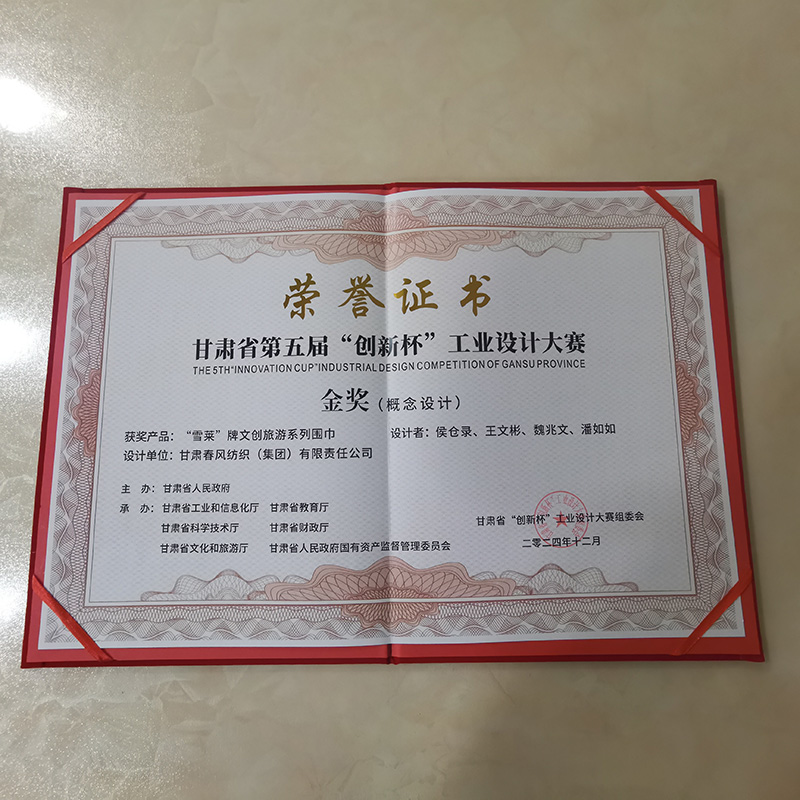 荣誉证书
甘肃省第五届“创新杯”工业设计大赛
THE 5TH“INNOVATION CUP”INDUSTRIAL DESIGN COMPETITION OF GANSU PROVINCE
金奖（概念设计）
获奖产品：“雪莱”牌文创旅游系列围巾 设计者：侯仓录、王文彬、魏兆文、潘如如
设计单位：甘肃春风纺织（集团）有限责任公司
主 办：甘肃省人民政府
承 办：甘肃省工业和信息化厅 甘肃省教育厅
甘肃省科学技术厅 甘肃省财政厅
甘肃省文化和旅游厅 甘肃省人民政府国有资产监督管理委员会
甘肃省“创新杯”工业设计大赛组委会
二零二四年十二月